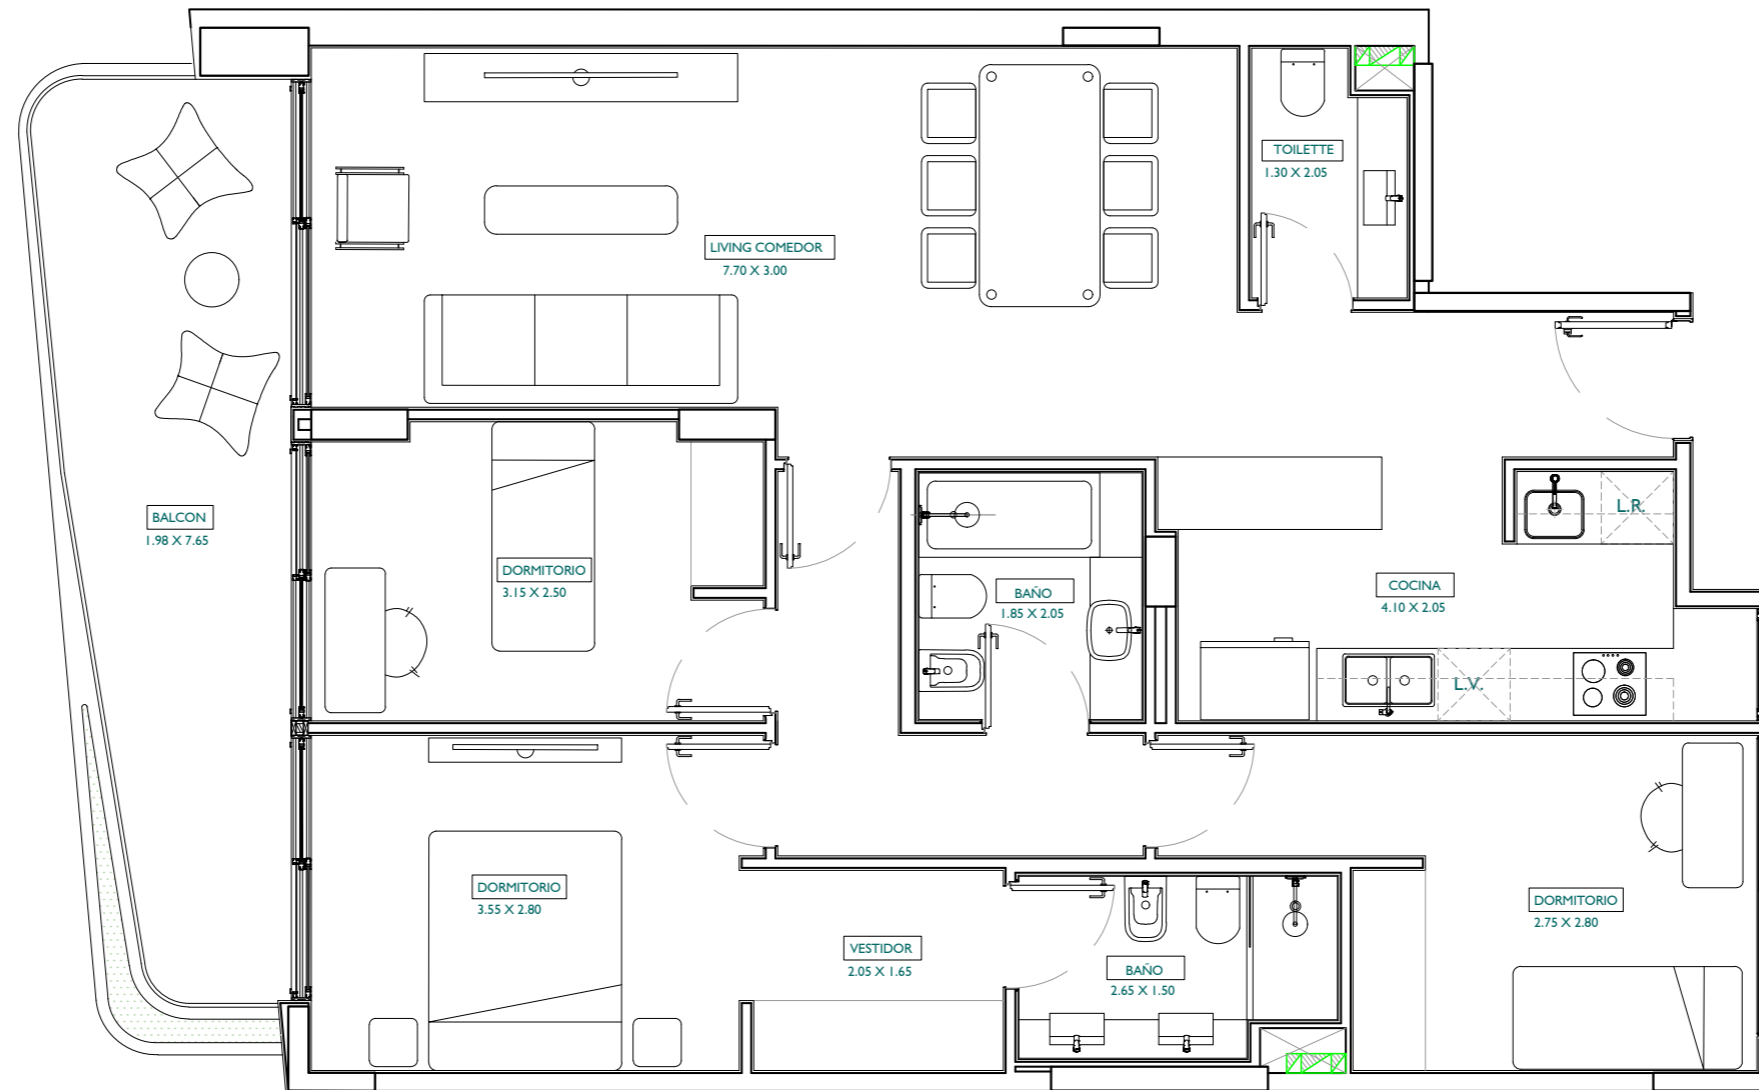 TOILETTE
1.30 X 2.05
LIVING COMEDOR
7.70 X 3.00
BALCON
1.98 X 7.65
DORMITORIO
3.15 X 2.50
BAÑO
1.85 X 2.05
L.R.
COCINA
4.10 X 2.05
L.V.
DORMITORIO
3.55 X 2.80
VESTIDOR
2.05 X 1.65
BAÑO
2.65 X 1.50
DORMITORIO
2.75 X 2.80